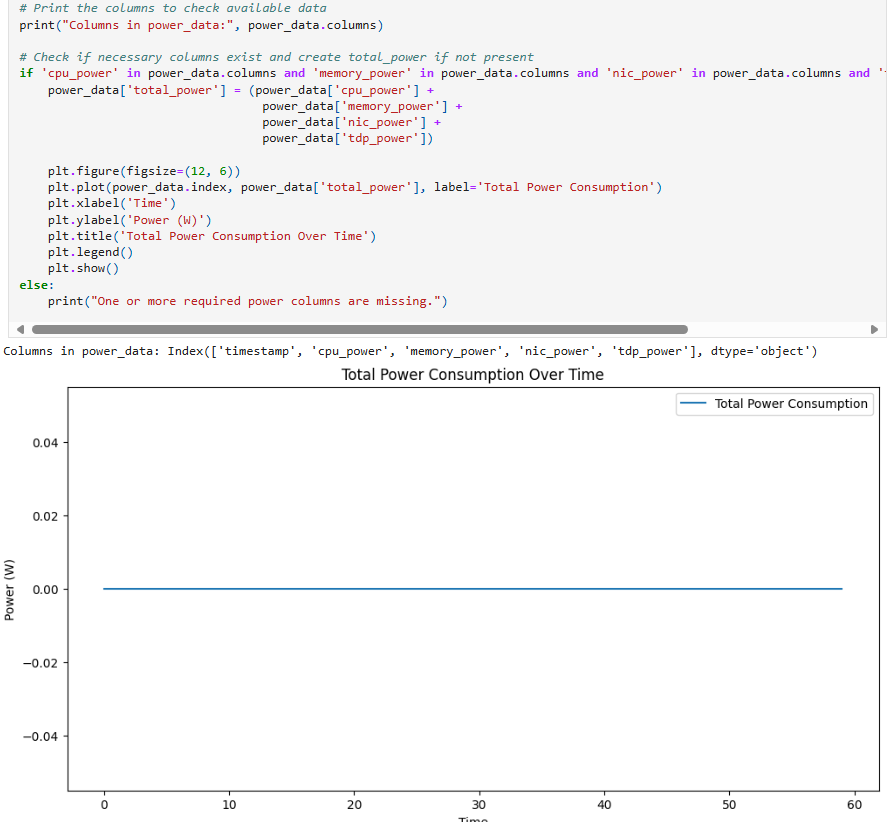 # Print the columns to check available data
print("Columns in power_data:", power_data.columns)
# Check if necessary columns exist and create total_power if not present
if 'cpu_power' in power_data.columns and 'memory_power' in power_data.columns and 'nic_power' in power_data.columns and '
    power_data['total_power'] = (power_data['cpu_power'] +
                                 power_data['memory_power'] +
                                 power_data['nic_power'] +
                                 power_data['tdp_power'])
    plt.figure(figsize=(12, 6))
    plt.plot(power_data.index, power_data['total_power'], label='Total Power Consumption')
    plt.xlabel('Time')
    plt.ylabel('Power (W)')
    plt.title('Total Power Consumption Over Time')
    plt.legend()
    plt.show()
else:
    print("One or more required power columns are missing.")
Columns in power_data: Index(['timestamp', 'cpu_power', 'memory_power', 'nic_power', 'tdp_power'], dtype='object')
Total Power Consumption Over Time
Total Power Consumption
0.04
0.02
0.00
−0.02
−0.04
Power (W)
0 10 20 30 40 50 60
Time